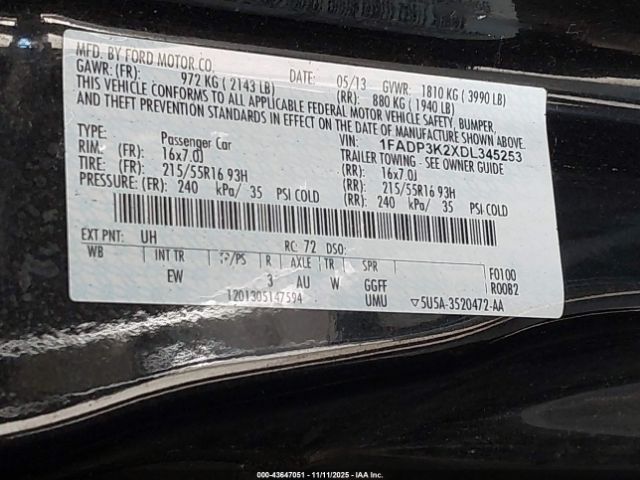 MFD. BY FORD MOTOR CO.
DATE: 05/13 GVWR: 1810 KG ( 3990 LB)
GAWR: (FR): 972 KG ( 2143 LB) (RR): 880 KG ( 1940 LB)
THIS VEHICLE CONFORMS TO ALL APPLICABLE FEDERAL MOTOR VEHICLE SAFETY, BUMPER,
AND THEFT PREVENTION STANDARDS IN EFFECT ON THE DATE OF MANUFACTURE SHOWN ABOVE.
VIN: 1FADP3K2XDL345253
TYPE: Passenger Car TRAILER TOWING - SEE OWNER GUIDE
RIM: (FR) 16x7.0J (RR): 16x7.0J
TIRE: (FR): 215/55R16 93H (RR): 215/55R16 93H
PRESSURE: (FR): 240 kPa/ 35 PSI COLD (RR): 240 kPa/ 35 PSI COLD
EXT PNT: UH RC: 72 DSO:
WB INT TR /PS R AXLE TR SPR F0100
EW 3 AU W GGFF R0082
1201305147594 UMU 5U5A-3520472-AA
00-43647051 - 11/11/2025 - IAA Inc.